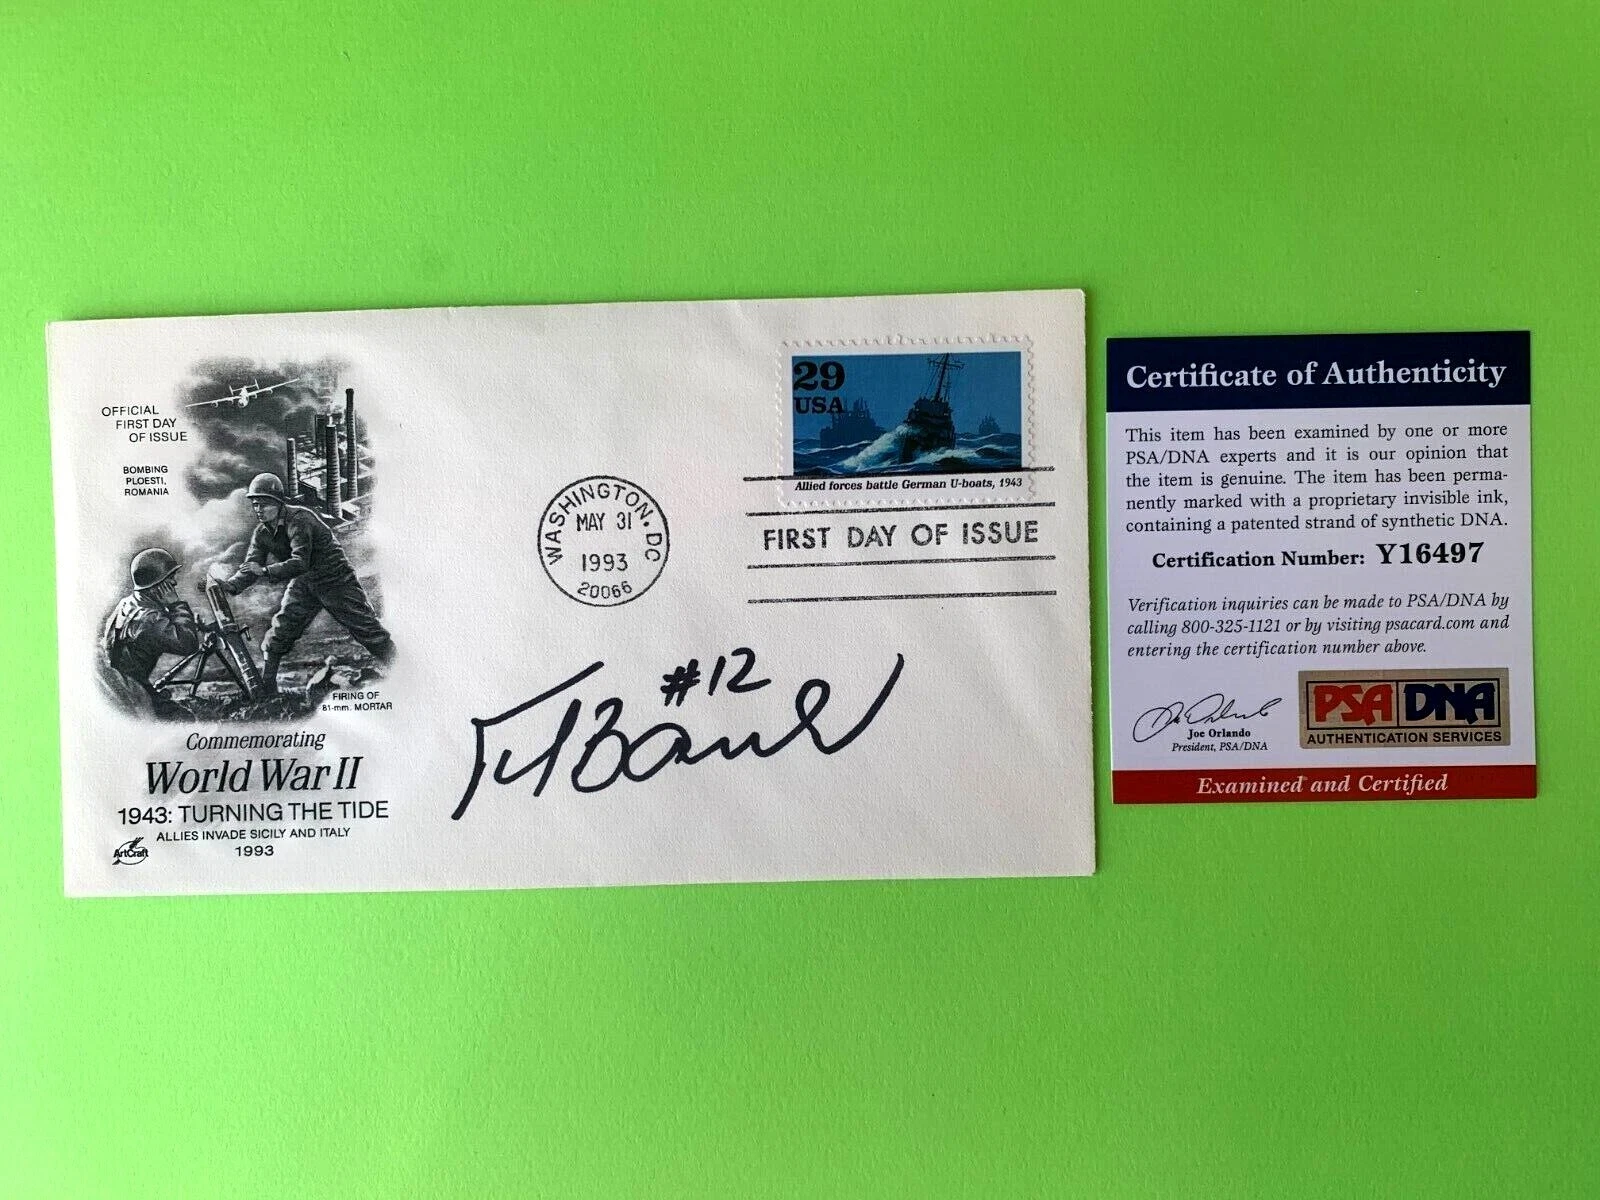 OFFICIAL
FIRST DAY
OF ISSUE
BOMBING
PLOESTI,
ROMANIA
FIRING OF
81-mm. MORTAR
Commemorating
World War II
1943: TURNING THE TIDE
ALLIES INVADE SICILY AND ITALY
1993
ArtCraft
WASHINGTON. DC
MAY 31
1993
20066
29
USA
Allied forces battle German U-boats, 1943
FIRST DAY OF ISSUE
#12
Certificate of Authenticity
This item has been examined by one or more
PSA/DNA experts and it is our opinion that
the item is genuine. The item has been perma-
nently marked with a proprietary invisible ink,
containing a patented strand of synthetic DNA.
Certification Number: Y16497
Verification inquiries can be made to PSA/DNA by
calling 800-325-1121 or by visiting psacard.com and
entering the certification number above.
Joe Orlando
President, PSA/DNA
PSA DNA
AUTHENTICATION SERVICES
Examined and Certified